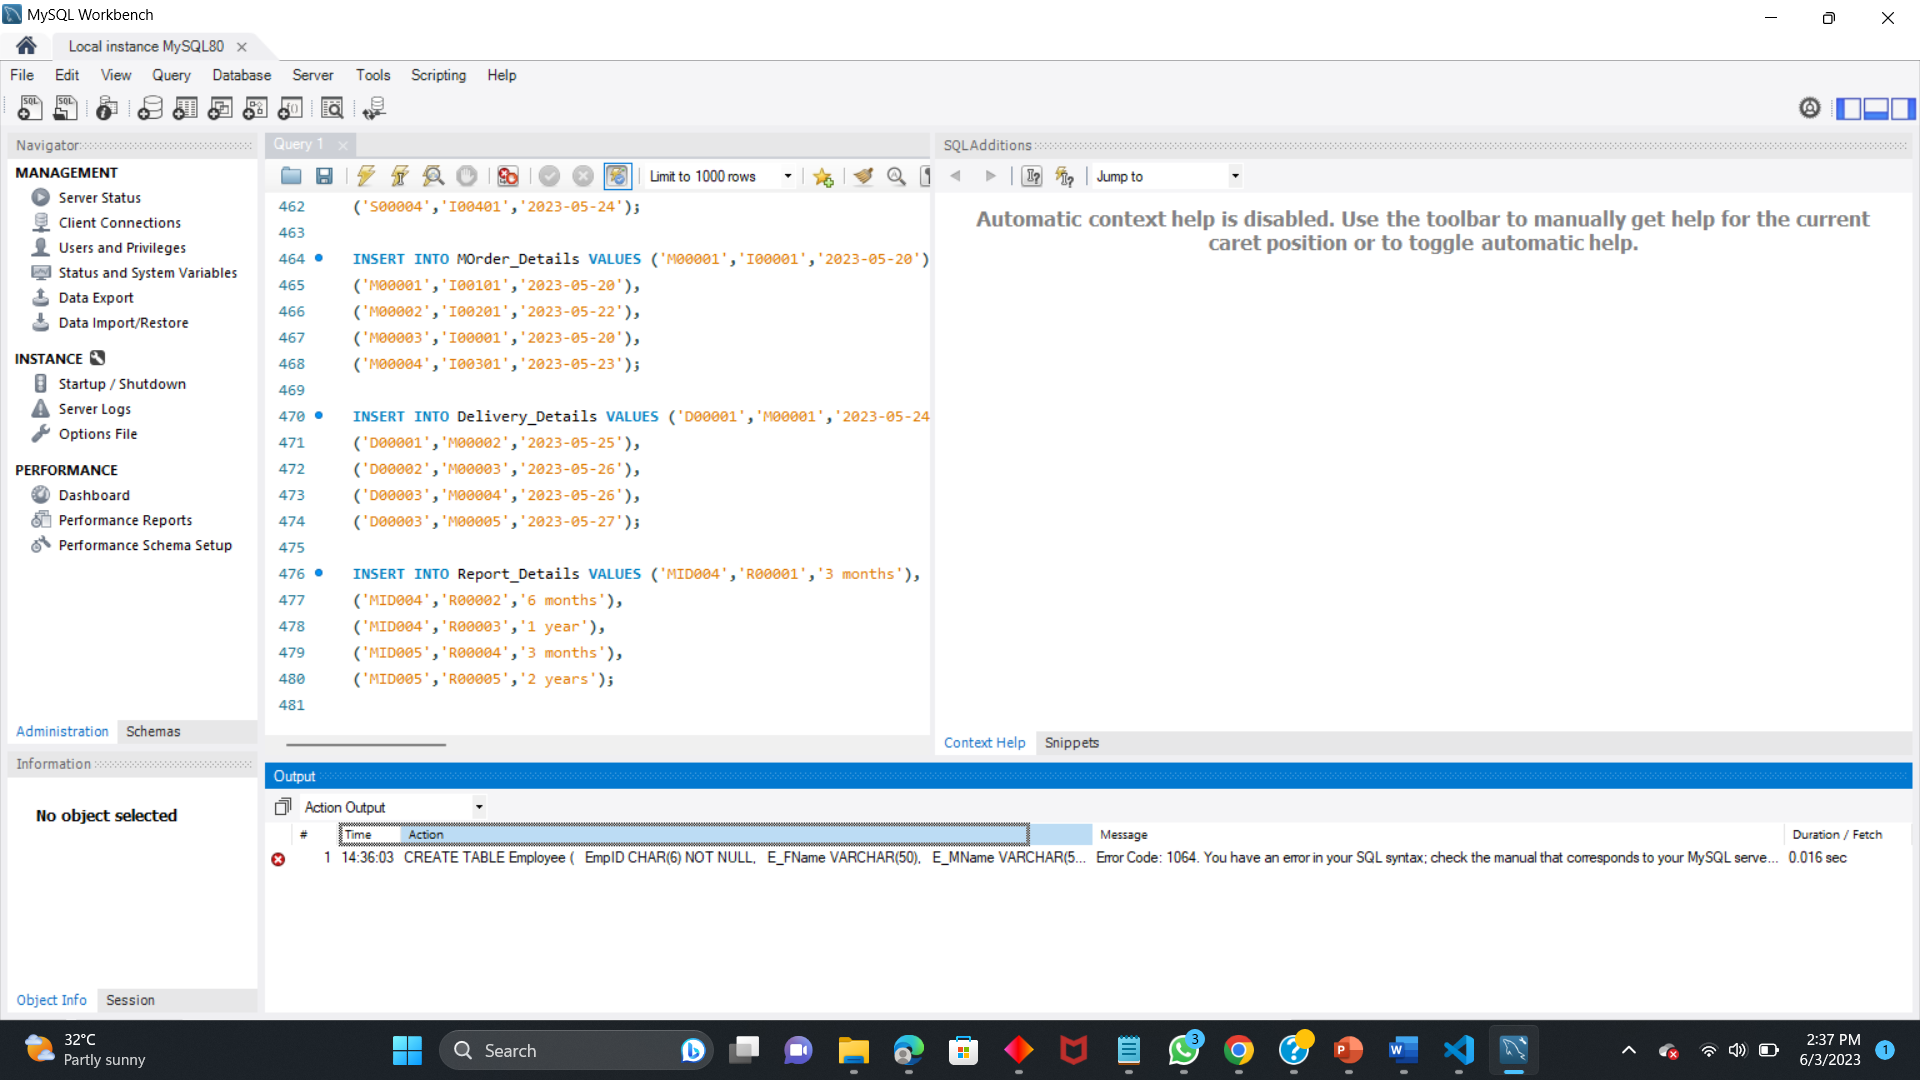 MySQL Workbench
Local instance MySQL80
File Edit View Query Database Server Tools Scripting Help
Navigator
MANAGEMENT
Server Status
Client Connections
Users and Privileges
Status and System Variables
Data Export
Data Import/Restore
INSTANCE
Startup / Shutdown
Server Logs
Options File
PERFORMANCE
Dashboard
Performance Reports
Performance Schema Setup
Administration Schemas
Information
No object selected
Object Info Session
Query 1
Limit to 1000 rows
462 ('S00004','I00401','2023-05-24');
463
464 INSERT INTO MOrder_Details VALUES ('M00001','I00001','2023-05-20')
465 ('M00001','I00101','2023-05-20'),
466 ('M00002','I00201','2023-05-22'),
467 ('M00003','I00001','2023-05-20'),
468 ('M00004','I00301','2023-05-23');
469
470 INSERT INTO Delivery_Details VALUES ('D00001','M00001','2023-05-24
471 ('D00001','M00002','2023-05-25'),
472 ('D00002','M00003','2023-05-26'),
473 ('D00003','M00004','2023-05-26'),
474 ('D00003','M00005','2023-05-27');
475
476 INSERT INTO Report_Details VALUES ('MID004','R00001','3 months'),
477 ('MID004','R00002','6 months'),
478 ('MID004','R00003','1 year'),
479 ('MID005','R00004','3 months'),
480 ('MID005','R00005','2 years');
481
SQLAdditions
Jump to
Automatic context help is disabled. Use the toolbar to manually get help for the current
caret position or to toggle automatic help.
Context Help Snippets
Output
Action Output
# Time Action Message Duration / Fetch
1 14:36:03 CREATE TABLE Employee ( EmpID CHAR(6) NOT NULL, E_FName VARCHAR(50), E_MName VARCHAR(5... Error Code: 1064. You have an error in your SQL syntax; check the manual that corresponds to your MySQL serve... 0.016 sec
32°C
Partly sunny
Search
3
2:37 PM
6/3/2023
1